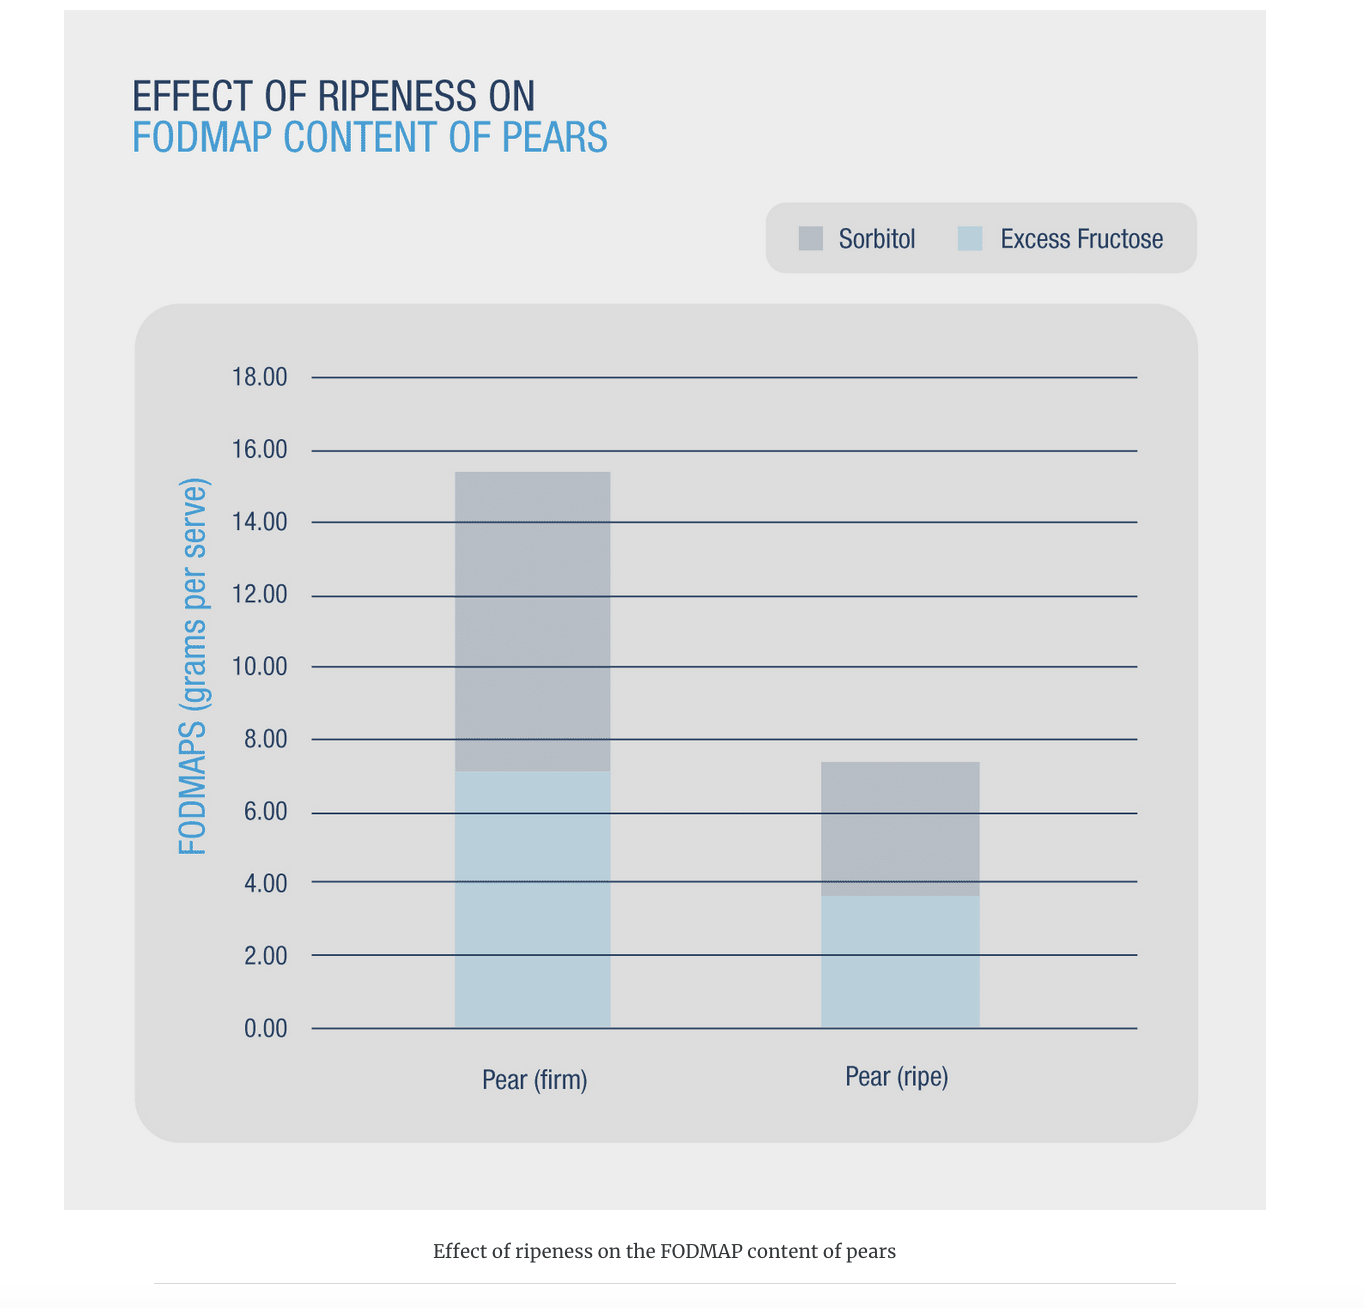 EFFECT OF RIPENESS ON
FODMAP CONTENT OF PEARS
Sorbitol
Excess Fructose
FODMAPS (grams per serve)
18.00
16.00
14.00
12.00
10.00
8.00
6.00
4.00
2.00
0.00
Pear (firm)
Pear (ripe)
Effect of ripeness on the FODMAP content of pears